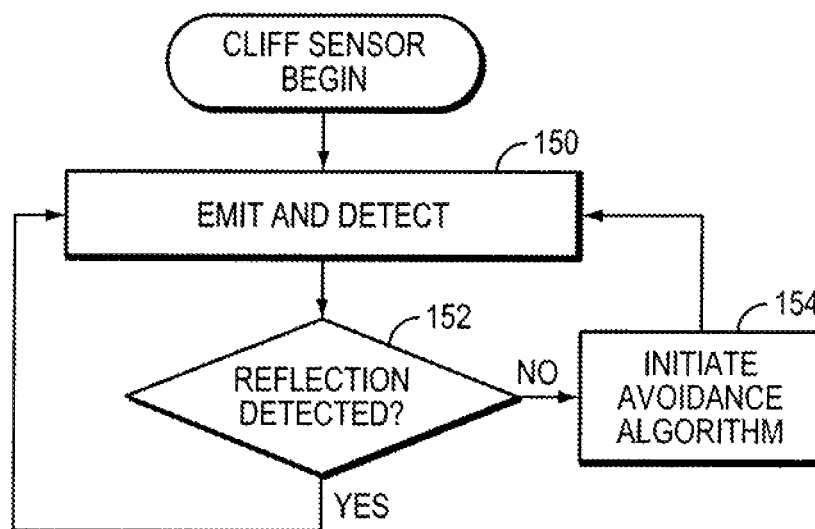 CLIFF SENSOR
BEGIN
150
EMIT AND DETECT
152
REFLECTION
DETECTED?
NO
154
INITIATE
AVOIDANCE
ALGORITHM
YES